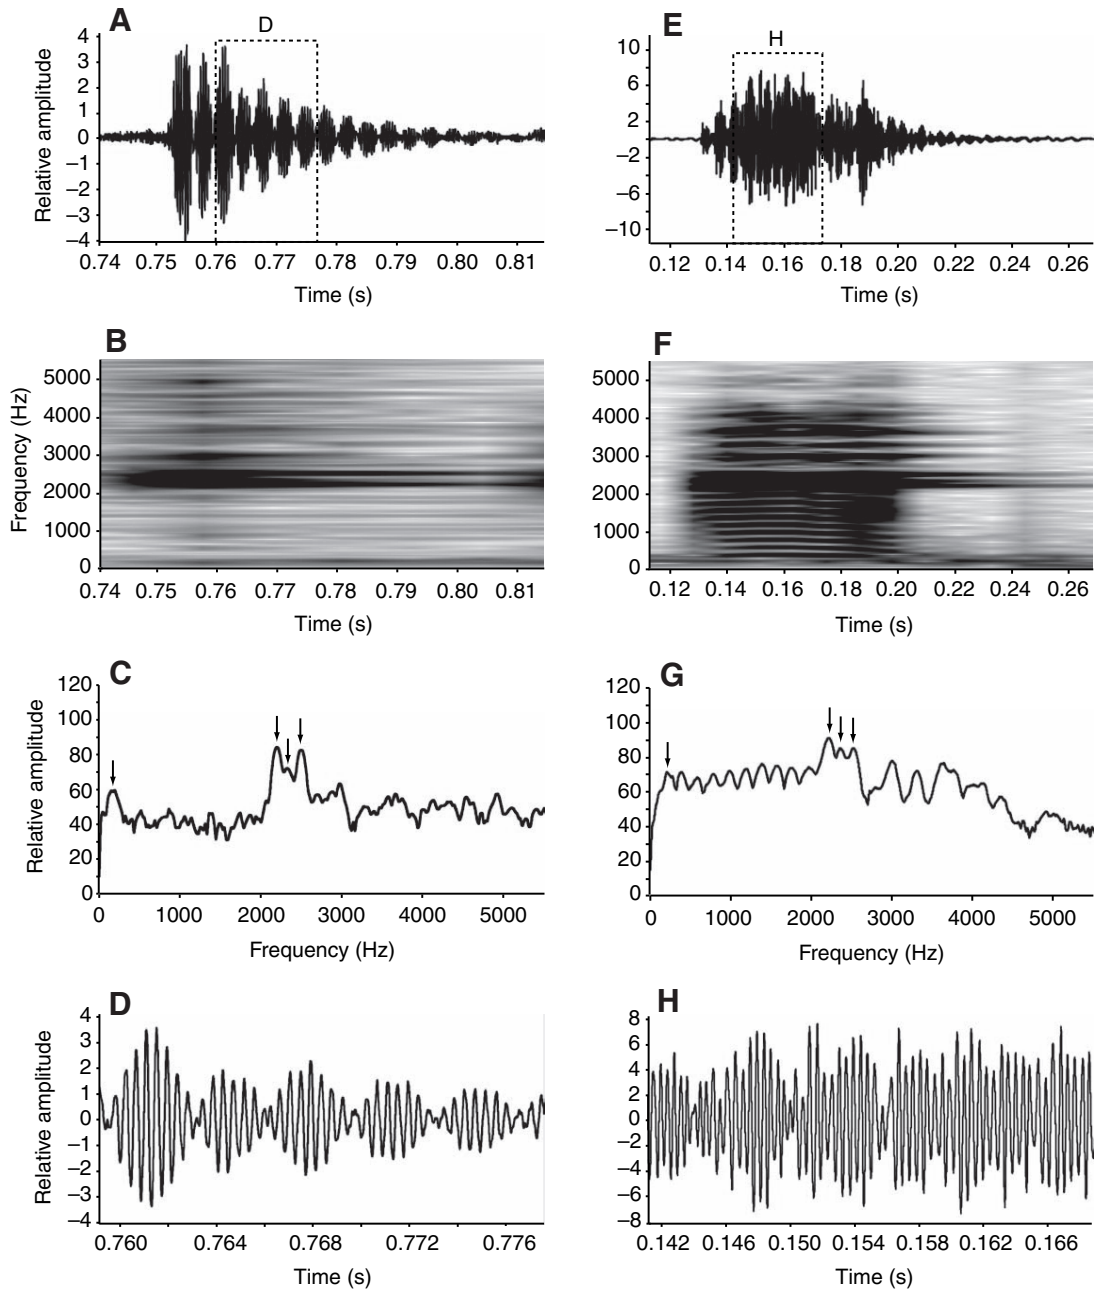 A
D
Relative amplitude
4
3
2
1
0
–1
–2
–3
–4
0.74 0.75 0.76 0.77 0.78 0.79 0.80 0.81
Time (s)
E
H
10
6
2
–2
–6
–10
0.12 0.14 0.16 0.18 0.20 0.22 0.24 0.26
Time (s)
B
Frequency (Hz)
5000
4000
3000
2000
1000
0
0.74 0.75 0.76 0.77 0.78 0.79 0.80 0.81
Time (s)
F
5000
4000
3000
2000
1000
0
0.12 0.14 0.16 0.18 0.20 0.22 0.24 0.26
Time (s)
C
Relative amplitude
120
100
80
60
40
20
0
0 1000 2000 3000 4000 5000
Frequency (Hz)
G
120
100
80
60
40
20
0
0 1000 2000 3000 4000 5000
Frequency (Hz)
D
Relative amplitude
4
3
2
1
0
–1
–2
–3
–4
0.760 0.764 0.768 0.772 0.776
Time (s)
H
8
6
4
2
0
–2
–4
–6
–8
0.142 0.146 0.150 0.154 0.158 0.162 0.166
Time (s)